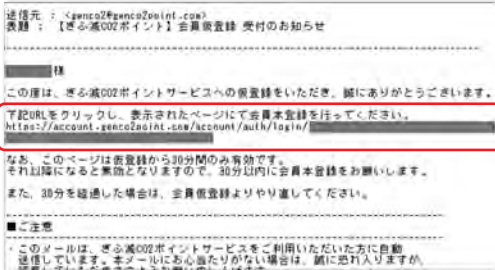 送信元 : <genco2@genco2point.com>
表題 : 【ぎふ減CO2ポイント】会員仮登録 受付のお知らせ
様
この度は、ぎふ減CO2ポイントサービスへの仮登録をいただき、誠にありがとうございます。
下記URLをクリックし、表示されたページにて会員本登録を行ってください。
https://account.genco2point.com/account/auth/login/
なお、このページは仮登録から30分間のみ有効です。
それ以降になると無効となりますので、30分以内に会員本登録をお願いします。
また、30分を経過した場合は、会員仮登録よりやり直してください。
■ご注意
・このメールは、ぎふ減CO2ポイントサービスをご利用いただいた方に自動
送信しています。本メールにお心当たりがない場合は、誠に恐れ入りますが、